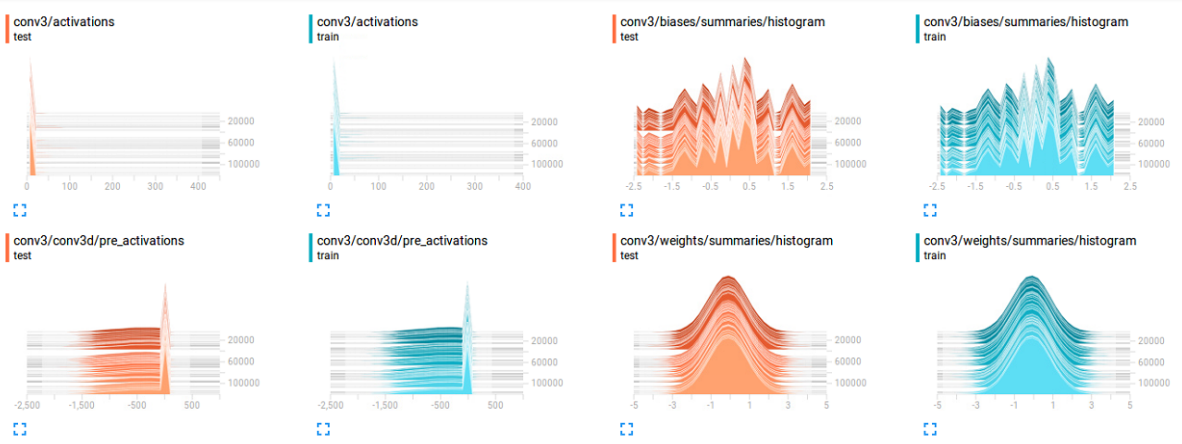 conv3/activations
test
conv3/activations
train
conv3/biases/summaries/histogram
test
conv3/biases/summaries/histogram
train
20000
60000
100000
0 100 200 300 400
20000
60000
100000
0 100 200 300 400
20000
60000
100000
-2.5 -1.5 -0.5 0.5 1.5 2.5
20000
60000
100000
-2.5 -1.5 -0.5 0.5 1.5 2.5
conv3/conv3d/pre_activations
test
conv3/conv3d/pre_activations
train
conv3/weights/summaries/histogram
test
conv3/weights/summaries/histogram
train
20000
60000
100000
-2,500 -1,500 -500 500
20000
60000
100000
-2,500 -1,500 -500 500
20000
60000
100000
-5 -3 -1 1 3 5
20000
60000
100000
-5 -3 -1 1 3 5